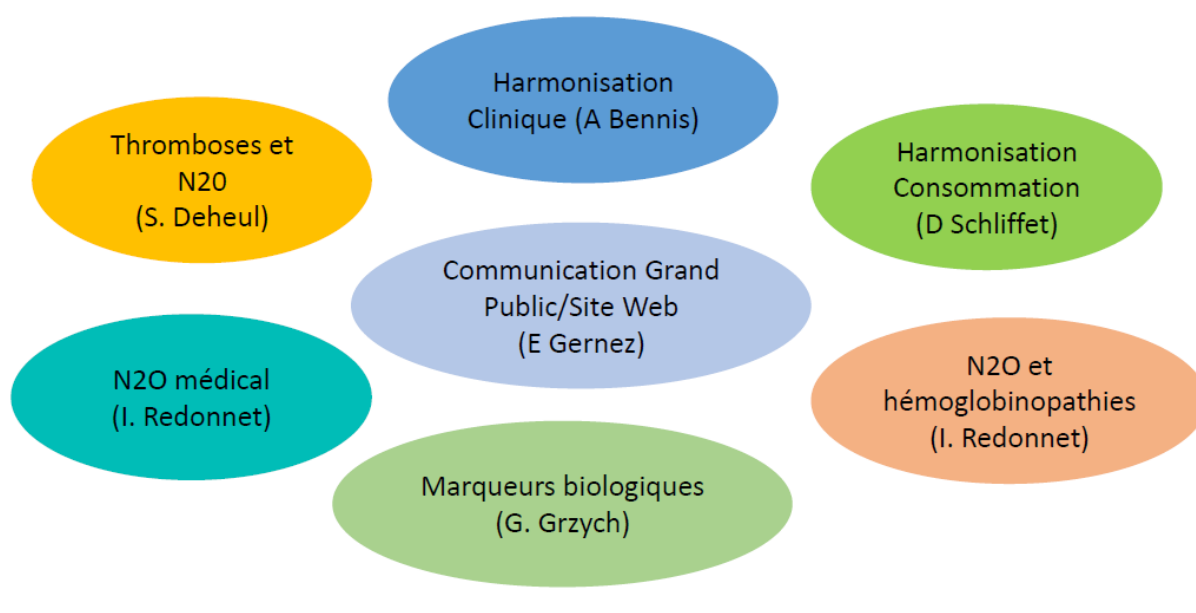 Harmonisation
Clinique (A Bennis)
Thromboses et
N20
(S. Deheul)
Harmonisation
Consommation
(D Schliffet)
Communication Grand
Public/Site Web
(E Gernez)
N2O médical
(I. Redonnet)
N2O et
hémoglobinopathies
(I. Redonnet)
Marqueurs biologiques
(G. Grzych)